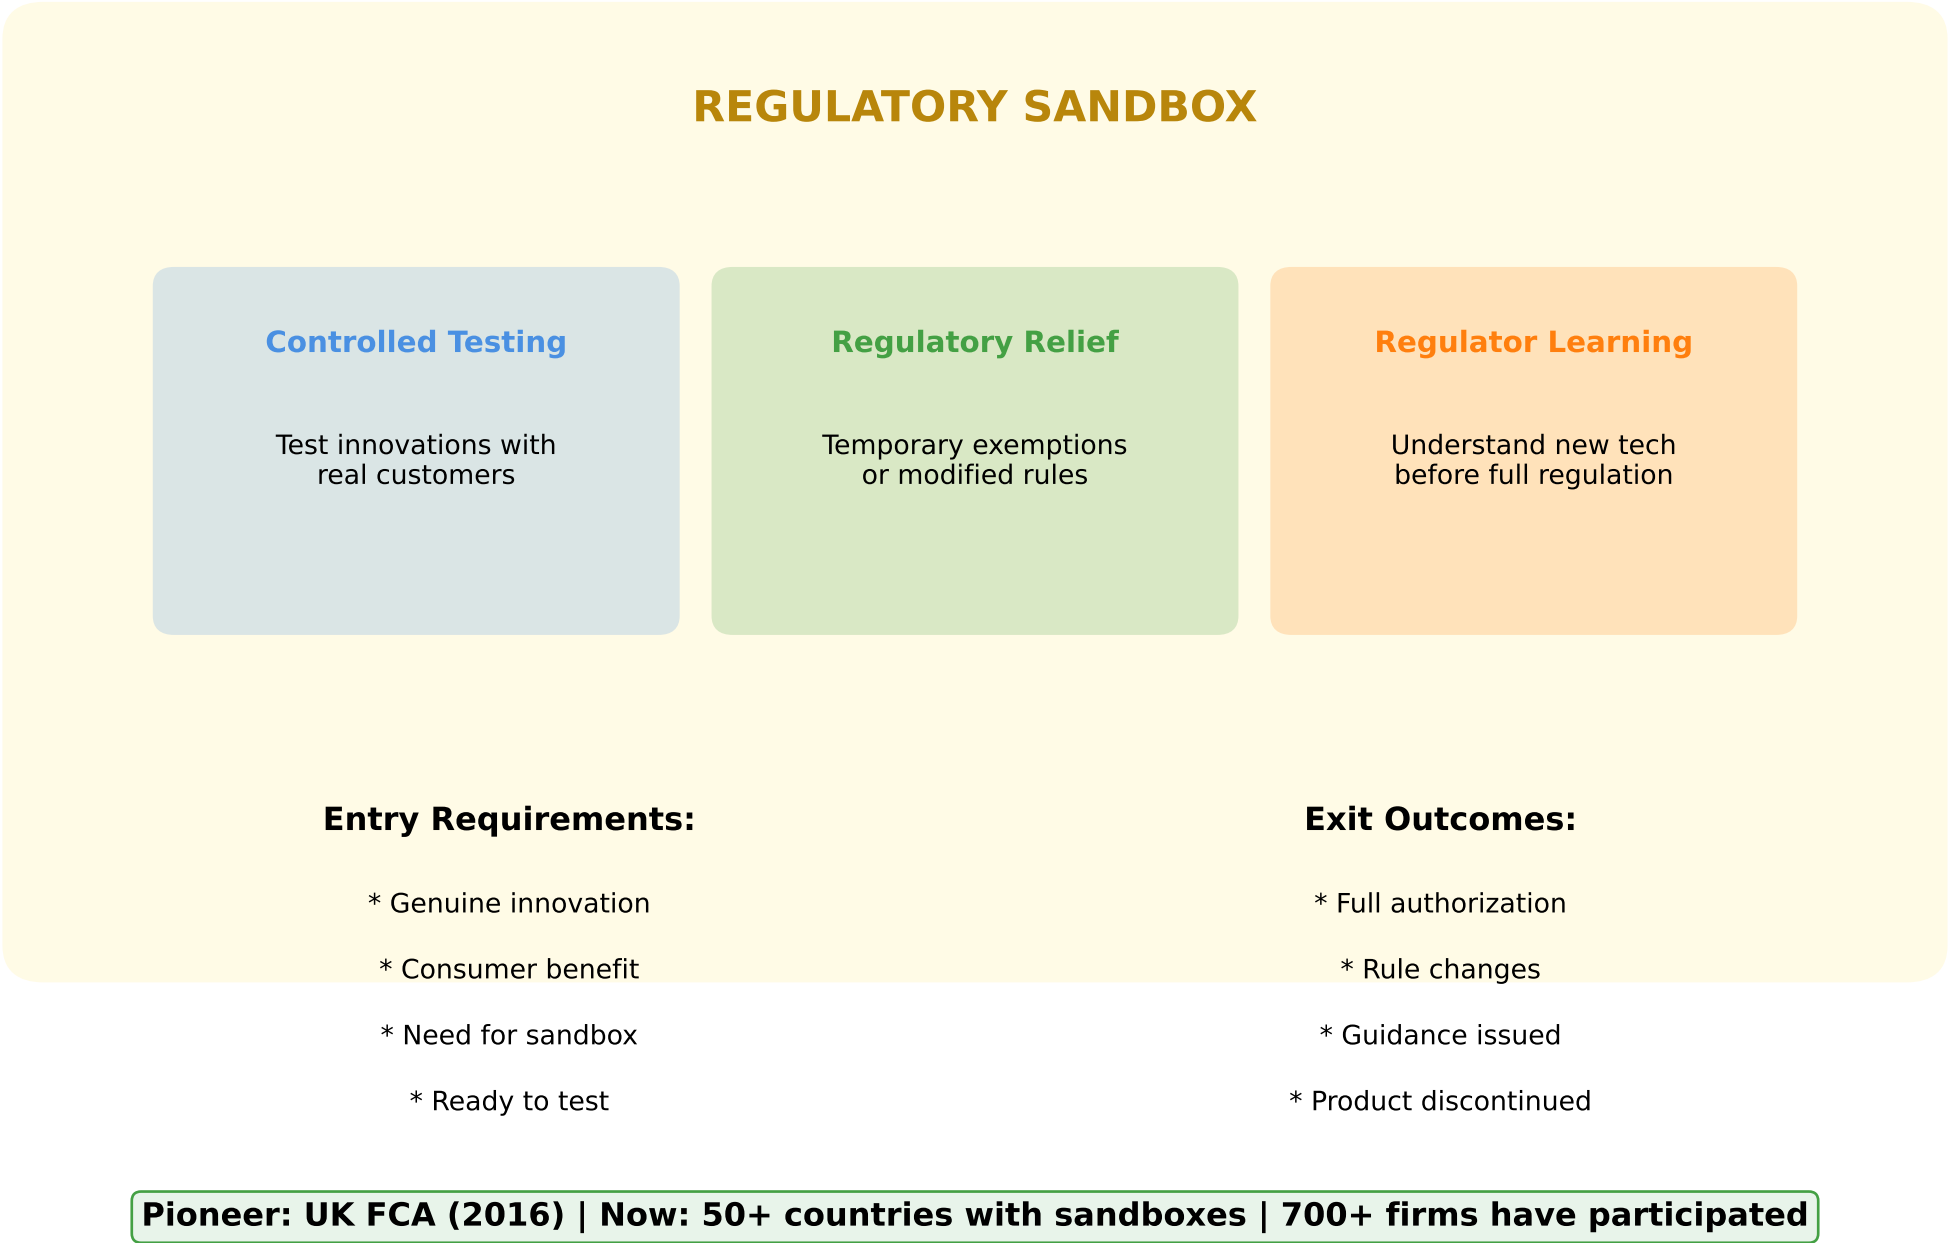 REGULATORY SANDBOX
Controlled Testing
Test innovations with
real customers
Regulatory Relief
Temporary exemptions
or modified rules
Regulator Learning
Understand new tech
before full regulation
Entry Requirements:
* Genuine innovation
* Consumer benefit
* Need for sandbox
* Ready to test
Exit Outcomes:
* Full authorization
* Rule changes
* Guidance issued
* Product discontinued
Pioneer: UK FCA (2016) | Now: 50+ countries with sandboxes | 700+ firms have participated